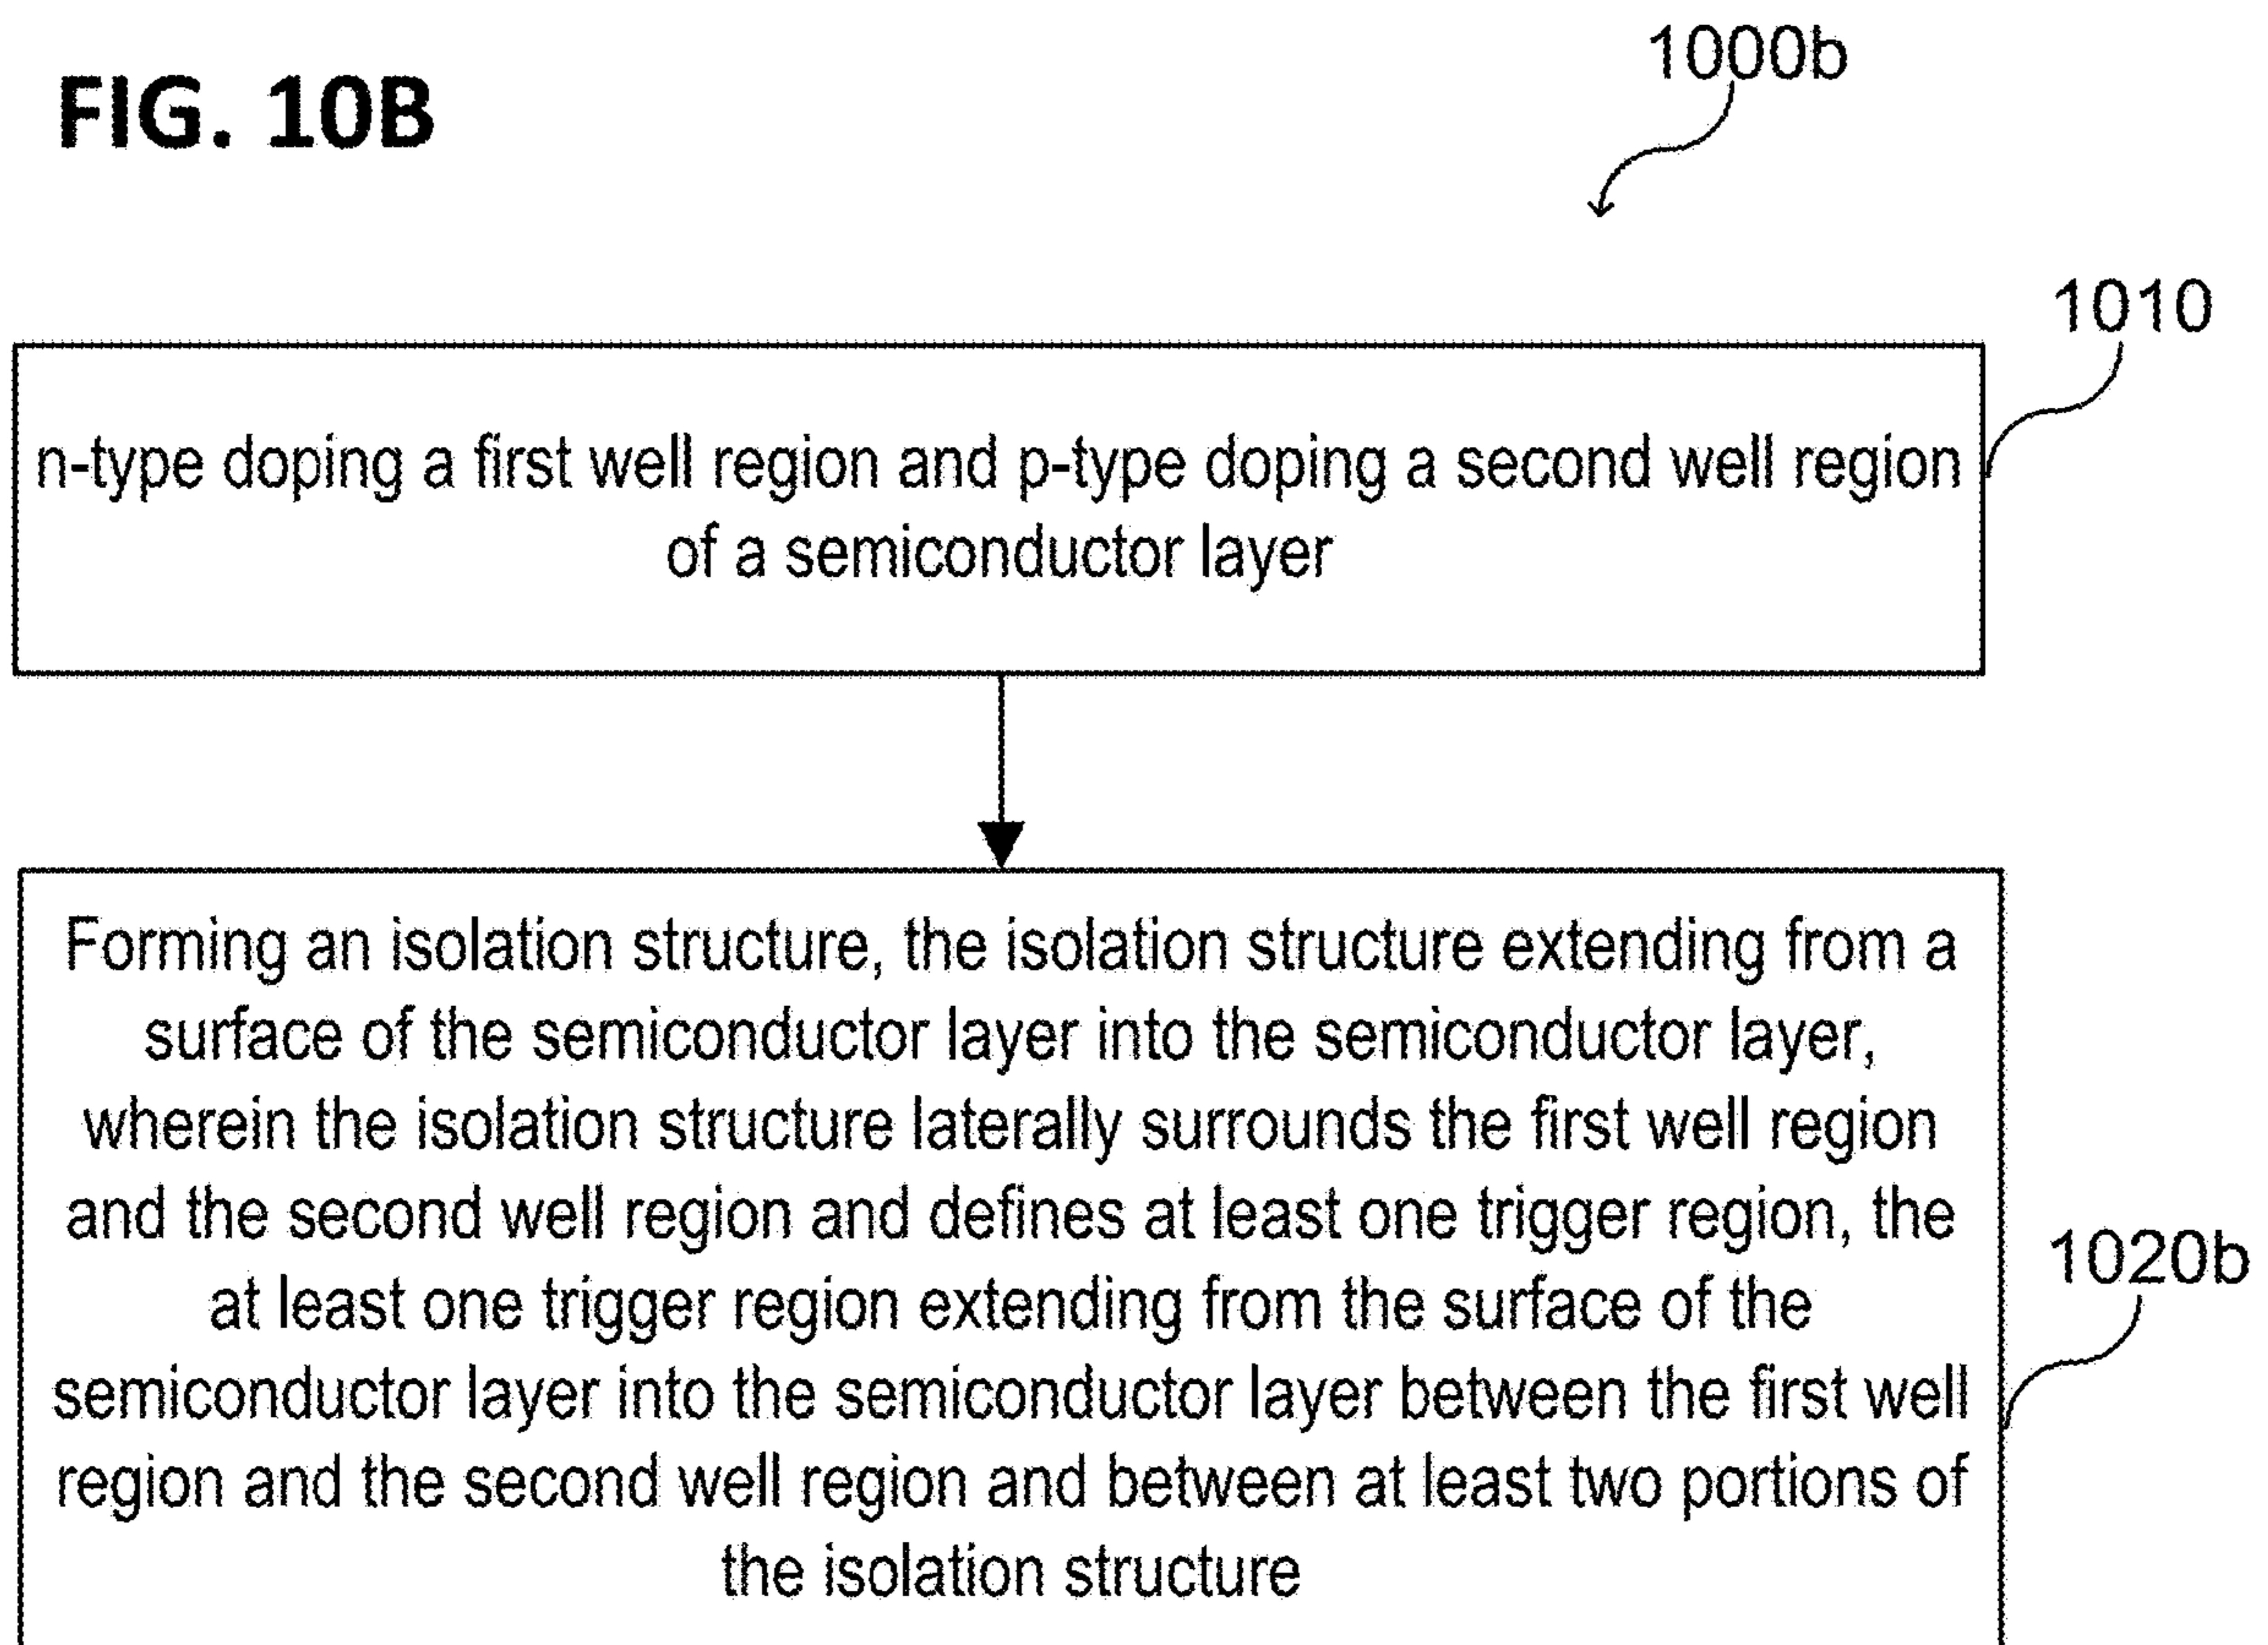 FIG. 10B
1000b
1010
n-type doping a first well region and p-type doping a second well region
of a semiconductor layer
Forming an isolation structure, the isolation structure extending from a
surface of the semiconductor layer into the semiconductor layer,
wherein the isolation structure laterally surrounds the first well region
and the second well region and defines at least one trigger region, the
at least one trigger region extending from the surface of the
semiconductor layer into the semiconductor layer between the first well
region and the second well region and between at least two portions of
the isolation structure
1020b